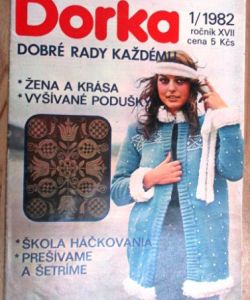 Dorka
1/1982
ročník XVII
cena 5 Kčs
DOBRÉ RADY KAŽDÉMU
* ŽENA A KRÁSA
* VYŠÍVANÉ PODUŠKY
* ŠKOLA HÁČKOVANIA
* PREŠÍVAME
A ŠETRÍME